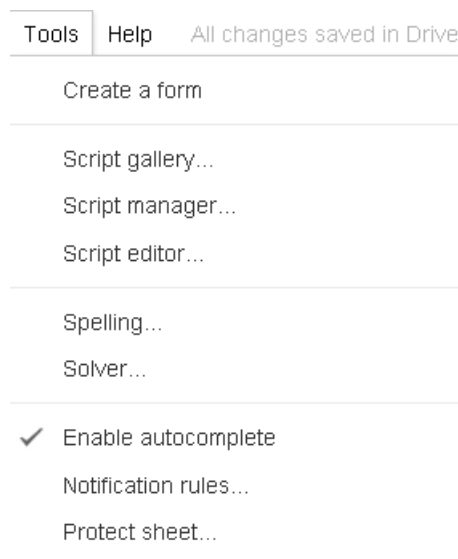 Tools Help All changes saved in Drive
Create a form
Script gallery...
Script manager...
Script editor...
Spelling...
Solver...
Enable autocomplete
Notification rules...
Protect sheet...